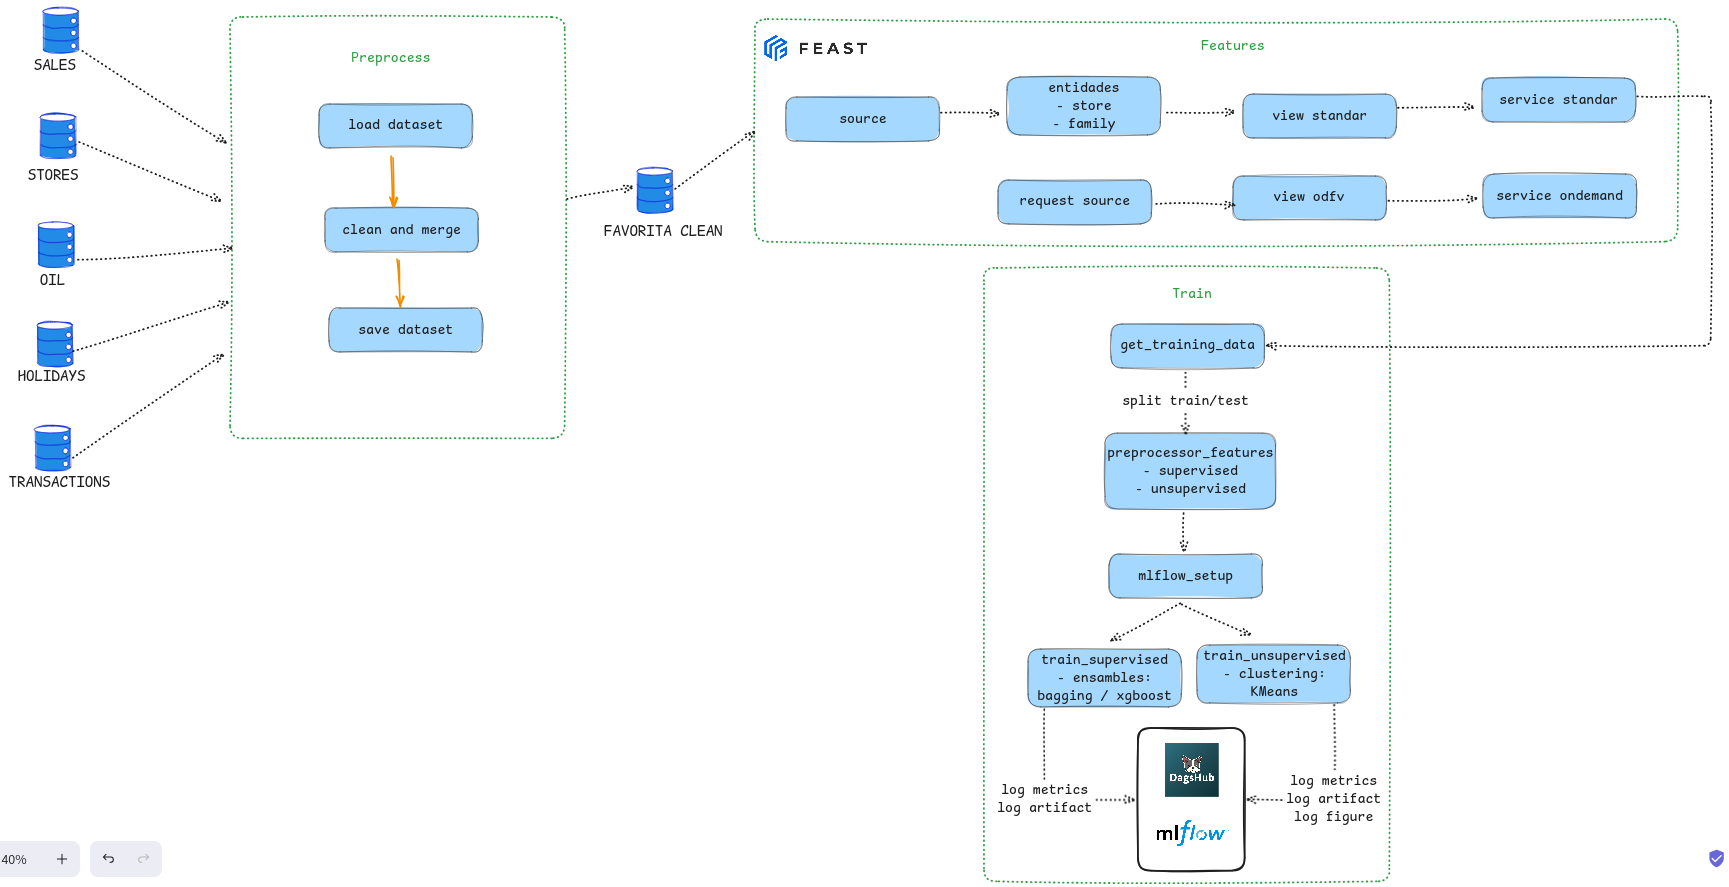 SALES
STORES
OIL
HOLIDAYS
TRANSACTIONS
Preprocess
load dataset
clean and merge
save dataset
FAVORITA CLEAN
FEAST
Features
source
entidades
- store
- family
view standar
service standar
request source
view odfv
service ondemand
Train
get_training_data
split train/test
preprocessor_features
- supervised
- unsupervised
mlflow_setup
train_supervised
- ensambles:
bagging / xgboost
train_unsupervised
- clustering:
KMeans
log metrics
log artifact
DagsHub
mlflow
log metrics
log artifact
log figure
40%